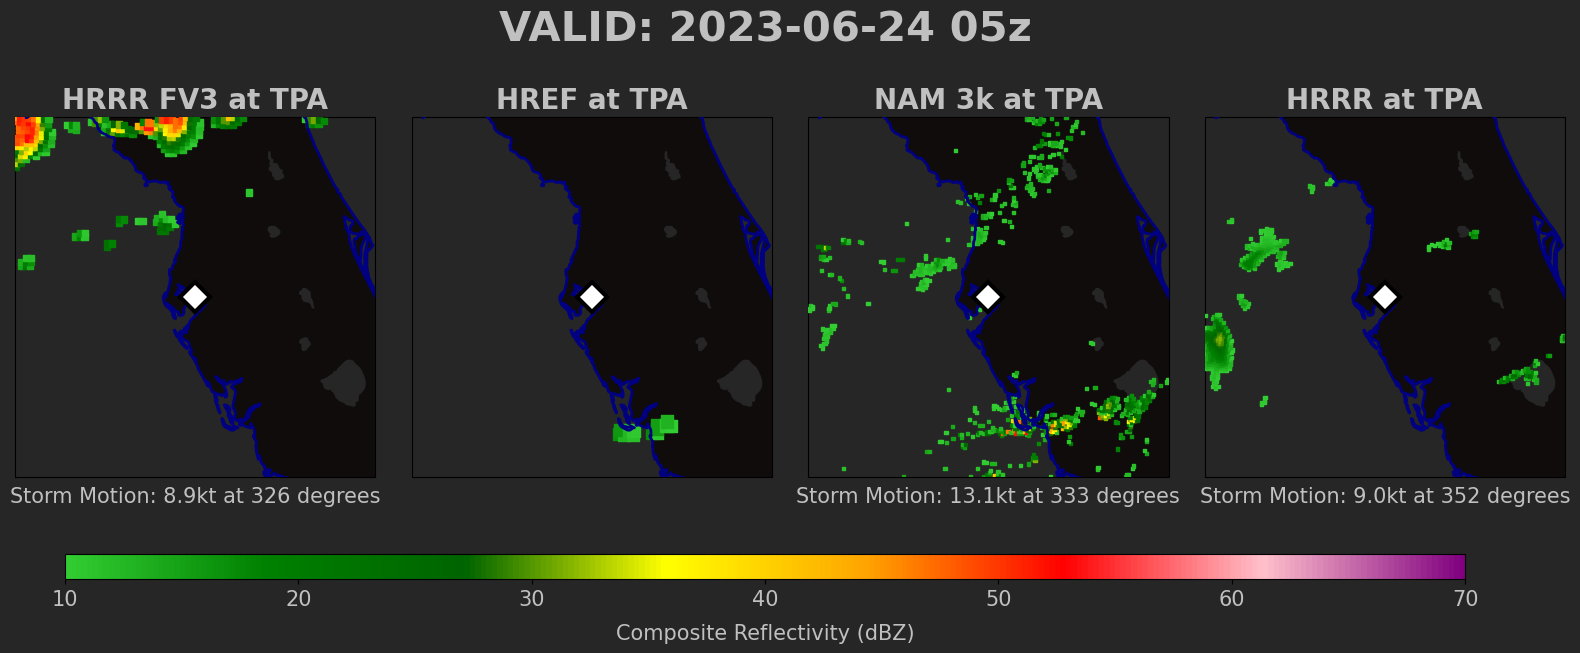 VALID: 2023-06-24 05z
HRRR FV3 at TPA
HREF at TPA
NAM 3k at TPA
HRRR at TPA
Storm Motion: 8.9kt at 326 degrees
Storm Motion: 13.1kt at 333 degrees
Storm Motion: 9.0kt at 352 degrees
10 20 30 40 50 60 70
Composite Reflectivity (dBZ)